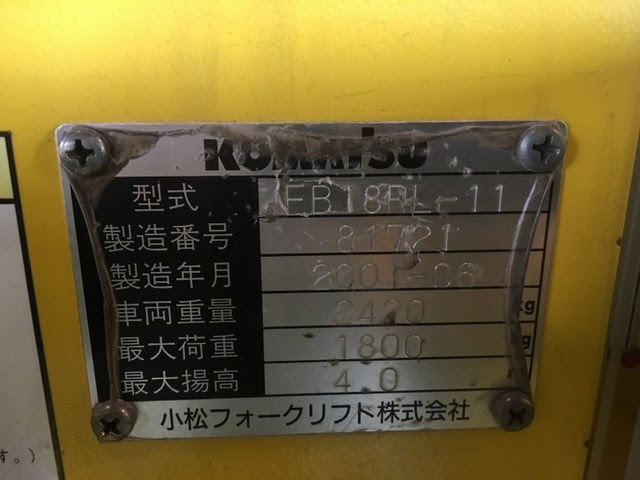 KOMATSU
型式 FB18RL-11
製造番号 81721
製造年月 2001-06
車両重量 2420 kg
最大荷重 1800
最大揚高 4.0
小松フォークリフト株式会社
す。)